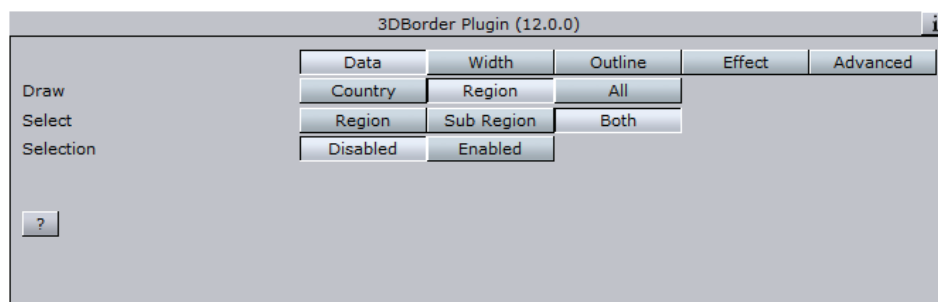 3DBorder Plugin (12.0.0) i
Data Width Outline Effect Advanced
Draw Country Region All
Select Region Sub Region Both
Selection Disabled Enabled
?